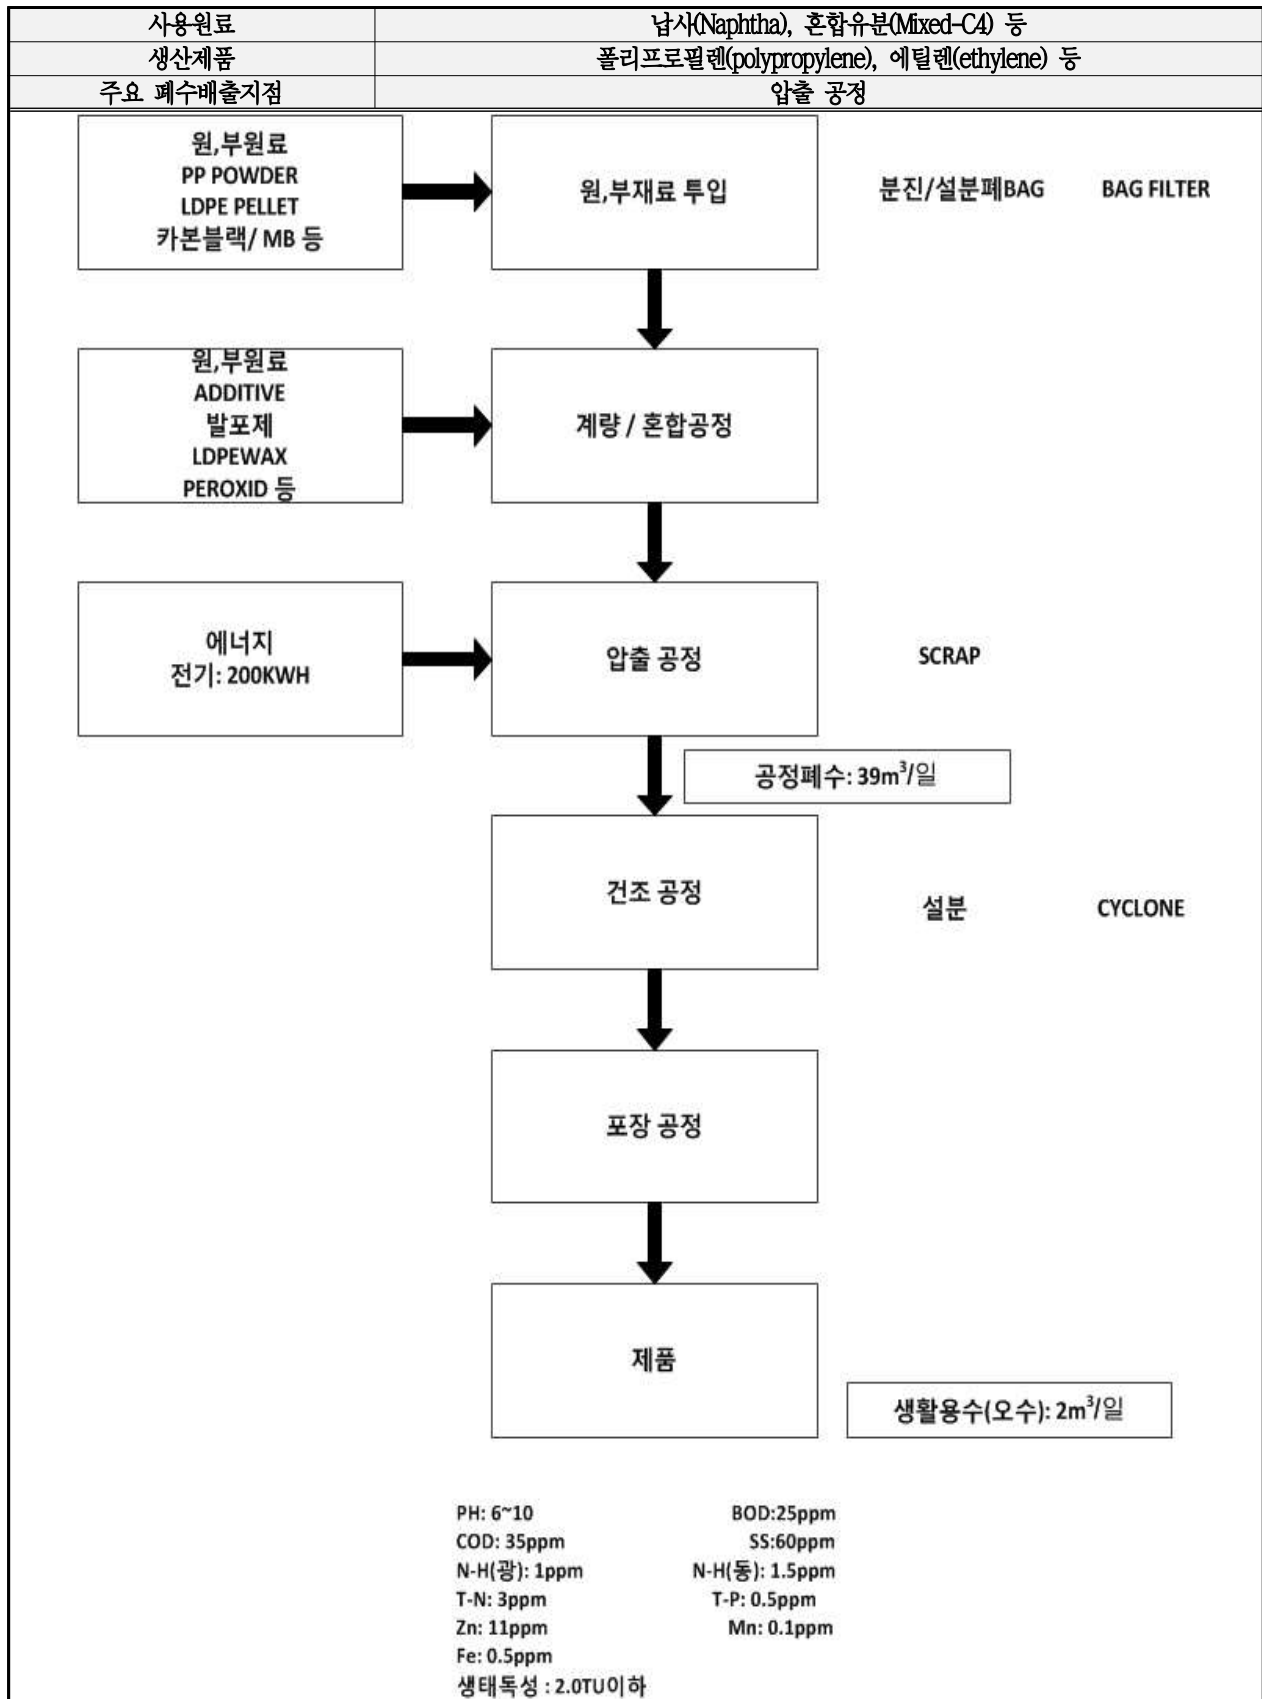 사용원료 납사(Naphtha), 혼합유분(Mixed-C4) 등
생산제품 폴리프로필렌(polypropylene), 에틸렌(ethylene) 등
주요 폐수배출지점 압출 공정
원,부원료
PP POWDER
LDPE PELLET
카본블랙/ MB 등
원,부재료 투입
분진/설분폐BAG BAG FILTER
원,부원료
ADDITIVE
발포제
LDPEWAX
PEROXID 등
계량 / 혼합공정
에너지
전기: 200KWH
압출 공정
SCRAP
공정폐수: 39m³/일
건조 공정
설분 CYCLONE
포장 공정
제품
생활용수(오수): 2m³/일
PH: 6~10 BOD:25ppm
COD: 35ppm SS:60ppm
N-H(광): 1ppm N-H(동): 1.5ppm
T-N: 3ppm T-P: 0.5ppm
Zn: 11ppm Mn: 0.1ppm
Fe: 0.5ppm
생태독성 : 2.0TU이하